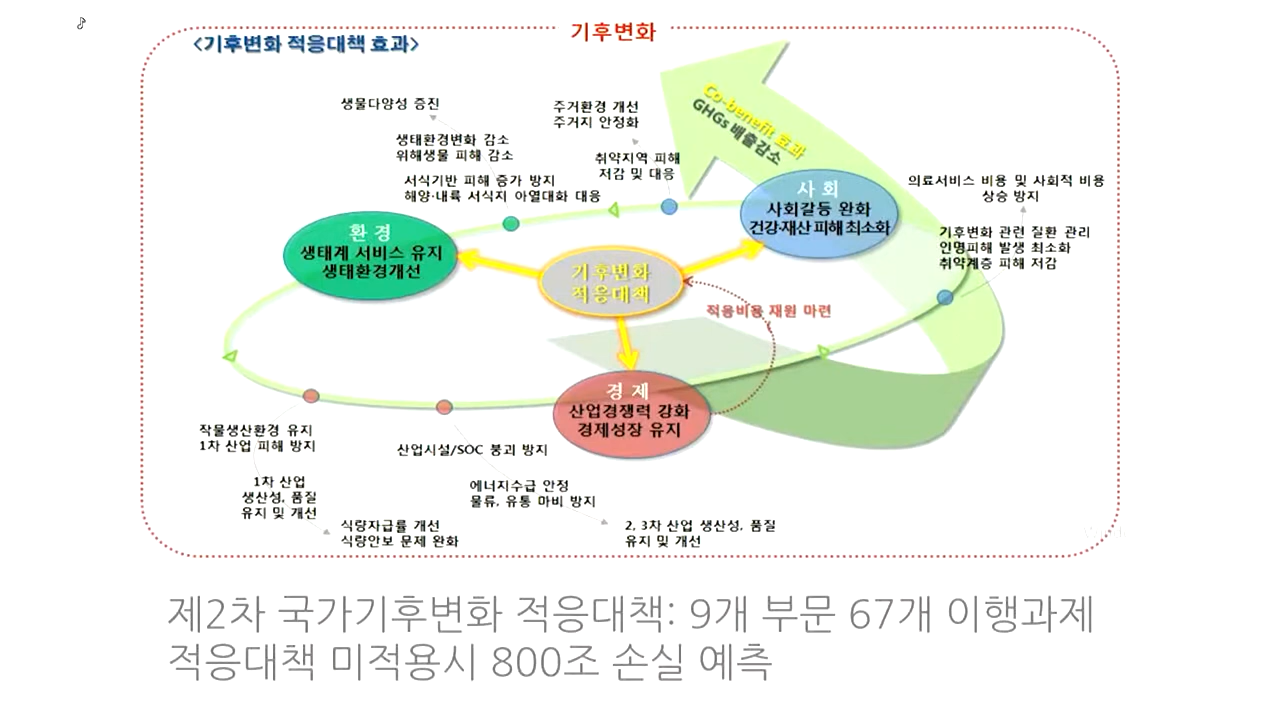 기후변화
<기후변화 적응대책 효과>
Co-benefit 효과
GHGs 배출감소
생물다양성 증진
생태환경변화 감소
위해생물 피해 감소
서식기반 피해 증가 방지
해양·내륙 서식지 아열대화 대응
주거환경 개선
주거지 안정화
취약지역 피해
저감 및 대응
사 회
사회갈등 완화
건강·재산 피해 최소화
의료서비스 비용 및 사회적 비용
상승 방지
기후변화 관련 질환 관리
인명피해 발생 최소화
취약계층 피해 저감
환 경
생태계 서비스 유지
생태환경개선
기후변화
적응대책
적응비용 재원 마련
경 제
산업경쟁력 강화
경제성장 유지
작물생산환경 유지
1차 산업 피해 방지
1차 산업
생산성, 품질
유지 및 개선
식량자급률 개선
식량안보 문제 완화
산업시설/SOC 붕괴 방지
에너지수급 안정
물류, 유통 마비 방지
2, 3차 산업 생산성, 품질
유지 및 개선
제2차 국가기후변화 적응대책: 9개 부문 67개 이행과제
적응대책 미적용시 800조 손실 예측